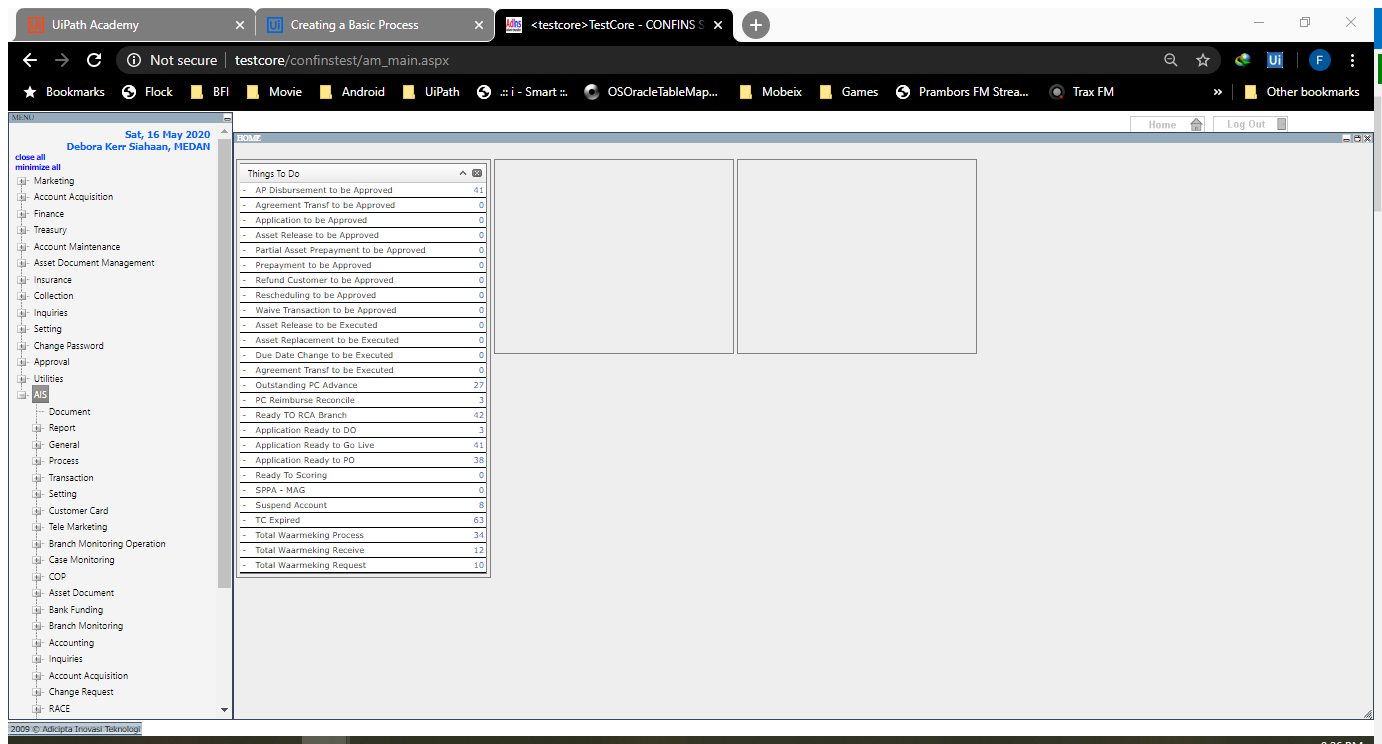 UiPath Academy
Creating a Basic Process
<testcore>TestCore - CONFINS S
Not secure | testcore/confinstest/am_main.aspx
Bookmarks Flock BFI Movie Android UiPath .:: i - Smart ::. OSOracleTableMap... Mobeix Games Prambors FM Strea... Trax FM » Other bookmarks
MENU
Home Log Out
HOME
Sat, 16 May 2020
Debora Kerr Siahaan, MEDAN
close all
minimize all
Marketing
Account Acquisition
Finance
Treasury
Account Maintenance
Asset Document Management
Insurance
Collection
Inquiries
Setting
Change Password
Approval
Utilities
AIS
Document
Report
General
Process
Transaction
Setting
Customer Card
Tele Marketing
Branch Monitoring Operation
Case Monitoring
COP
Asset Document
Bank Funding
Branch Monitoring
Accounting
Inquiries
Account Acquisition
Change Request
RACE
Things To Do
- AP Disbursement to be Approved 41
- Agreement Transf to be Approved 0
- Application to be Approved 0
- Asset Release to be Approved 0
- Partial Asset Prepayment to be Approved 0
- Prepayment to be Approved 0
- Refund Customer to be Approved 0
- Rescheduling to be Approved 0
- Waive Transaction to be Approved 0
- Asset Release to be Executed 0
- Asset Replacement to be Executed 0
- Due Date Change to be Executed 0
- Agreement Transf to be Executed 0
- Outstanding PC Advance 27
- PC Reimburse Reconcile 3
- Ready TO RCA Branch 42
- Application Ready to DO 3
- Application Ready to Go Live 41
- Application Ready to PO 38
- Ready To Scoring 0
- SPPA - MAG 0
- Suspend Account 8
- TC Expired 63
- Total Waarmeking Process 34
- Total Waarmeking Receive 12
- Total Waarmeking Request 10
2009 © Adicipta Inovasi Teknologi